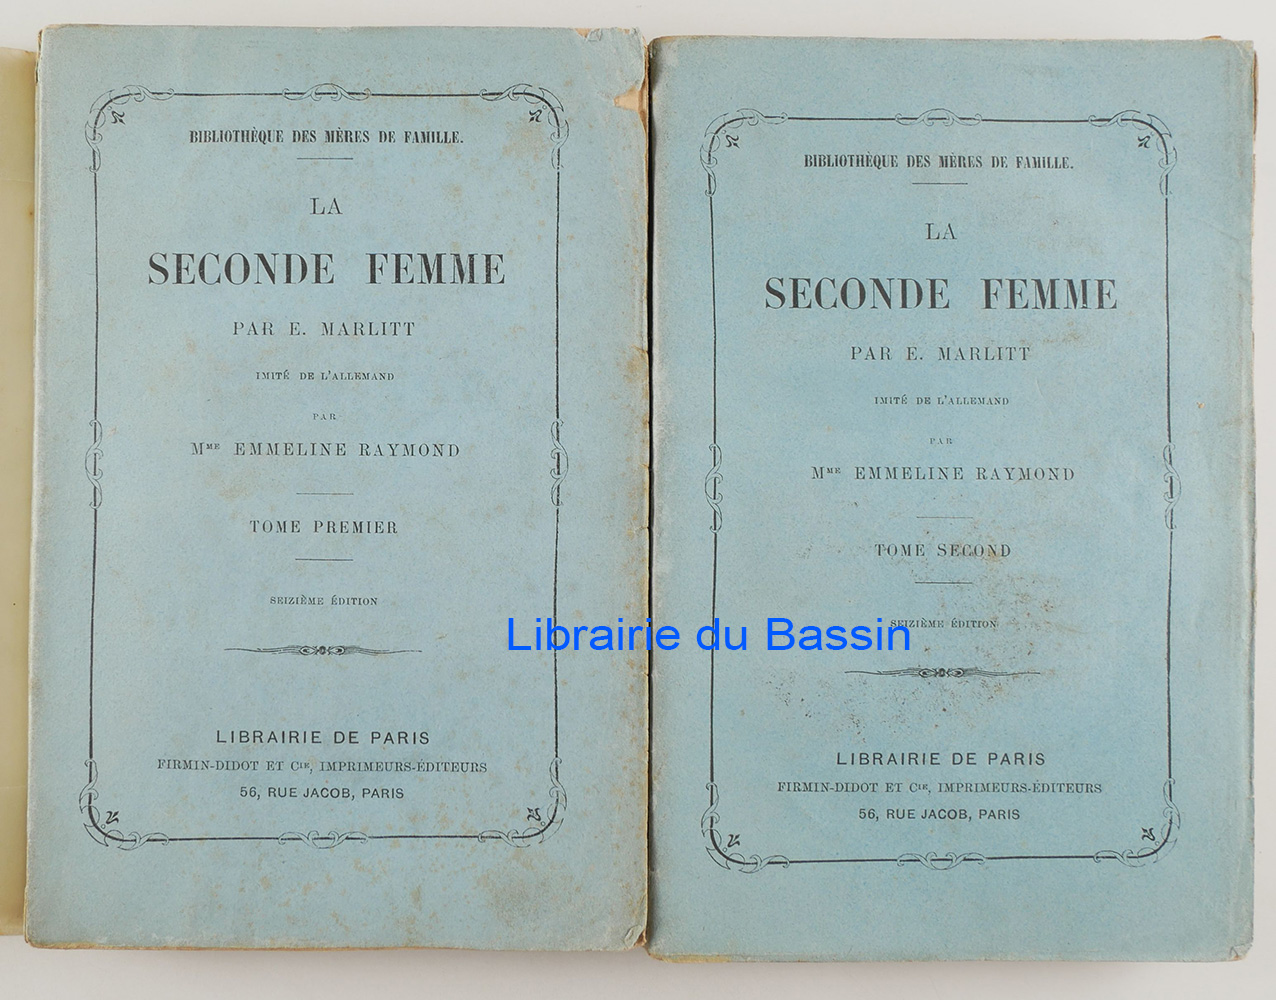 BIBLIOTHÈQUE DES MÈRES DE FAMILLE.
LA
SECONDE FEMME
PAR E. MARLITT
IMITÉ DE L'ALLEMAND
PAR
MME EMMELINE RAYMOND
TOME PREMIER
SEIZIÈME ÉDITION
LIBRAIRIE DE PARIS
FIRMIN-DIDOT ET CIE, IMPRIMEURS-ÉDITEURS
56, RUE JACOB, PARIS
BIBLIOTHÈQUE DES MÈRES DE FAMILLE.
LA
SECONDE FEMME
PAR E. MARLITT
IMITÉ DE L'ALLEMAND
PAR
MME EMMELINE RAYMOND
TOME SECOND
SEIZIÈME ÉDITION
LIBRAIRIE DE PARIS
FIRMIN-DIDOT ET CIE, IMPRIMEURS-ÉDITEURS
56, RUE JACOB, PARIS
Librairie du Bassin